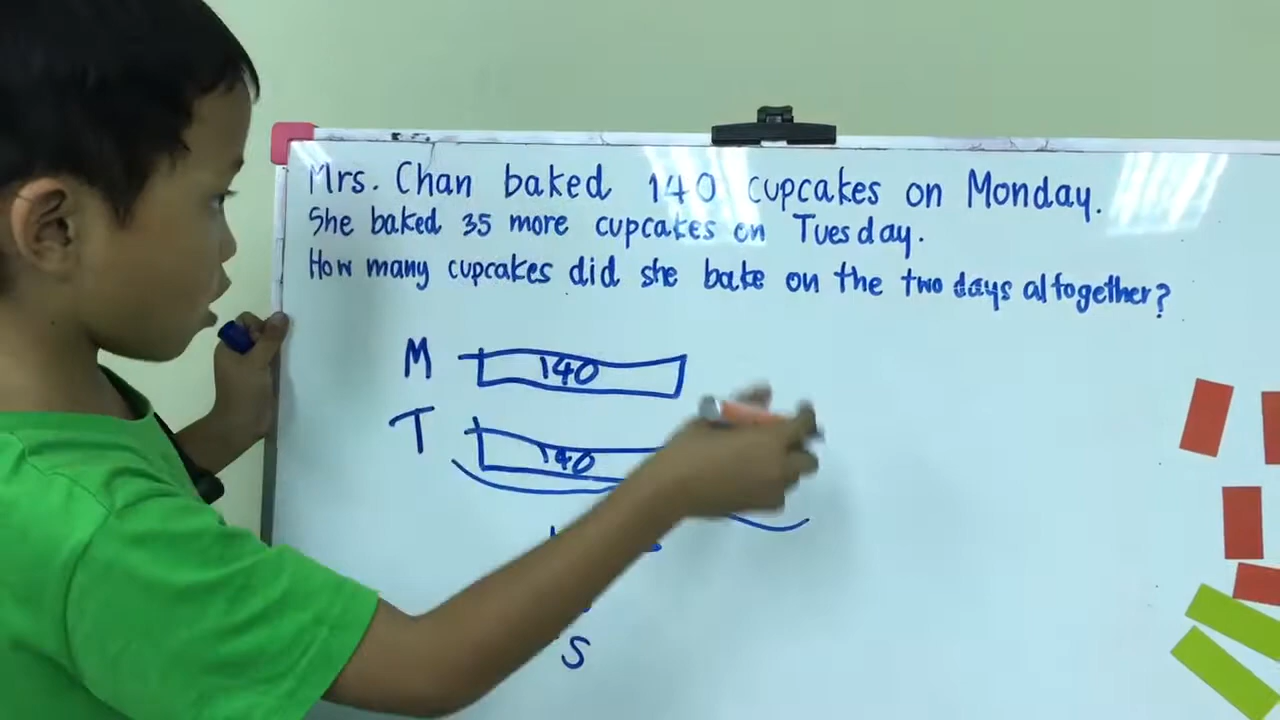 Mrs. Chan baked 140 cupcakes on Monday.
She baked 35 more cupcakes on Tuesday.
How many cupcakes did she bake on the two days altogether?
M 140
T 140
S